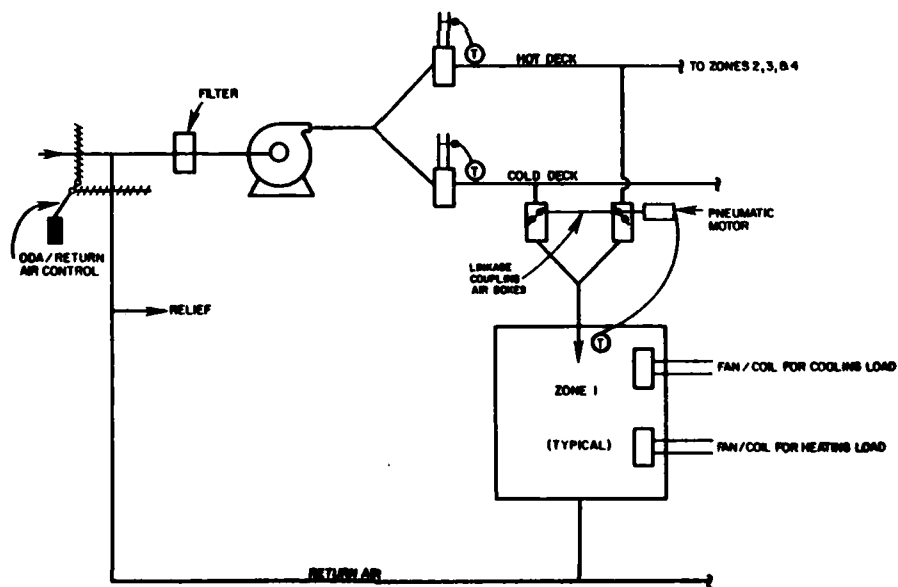 HOT DECK
TO ZONES 2,3,&4
FILTER
COLD DECK
PNEUMATIC
MOTOR
ODA/RETURN
AIR CONTROL
LINKAGE
COUPLING
AIR BOXES
RELIEF
T
T
T
ZONE 1
(TYPICAL)
FAN/COIL FOR COOLING LOAD
FAN/COIL FOR HEATING LOAD
RETURN AIR